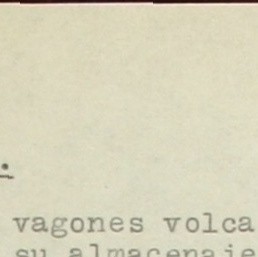 .
vagones volca
su almacenaje